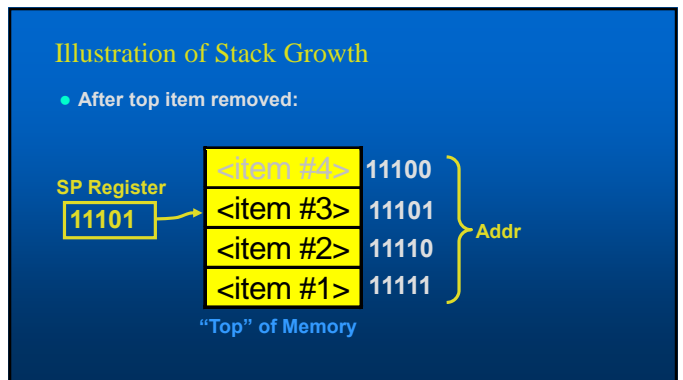 Illustration of Stack Growth
• After top item removed:
<item #4> 11100
SP Register
11101
<item #3> 11101
Addr
<item #2> 11110
<item #1> 11111
“Top” of Memory